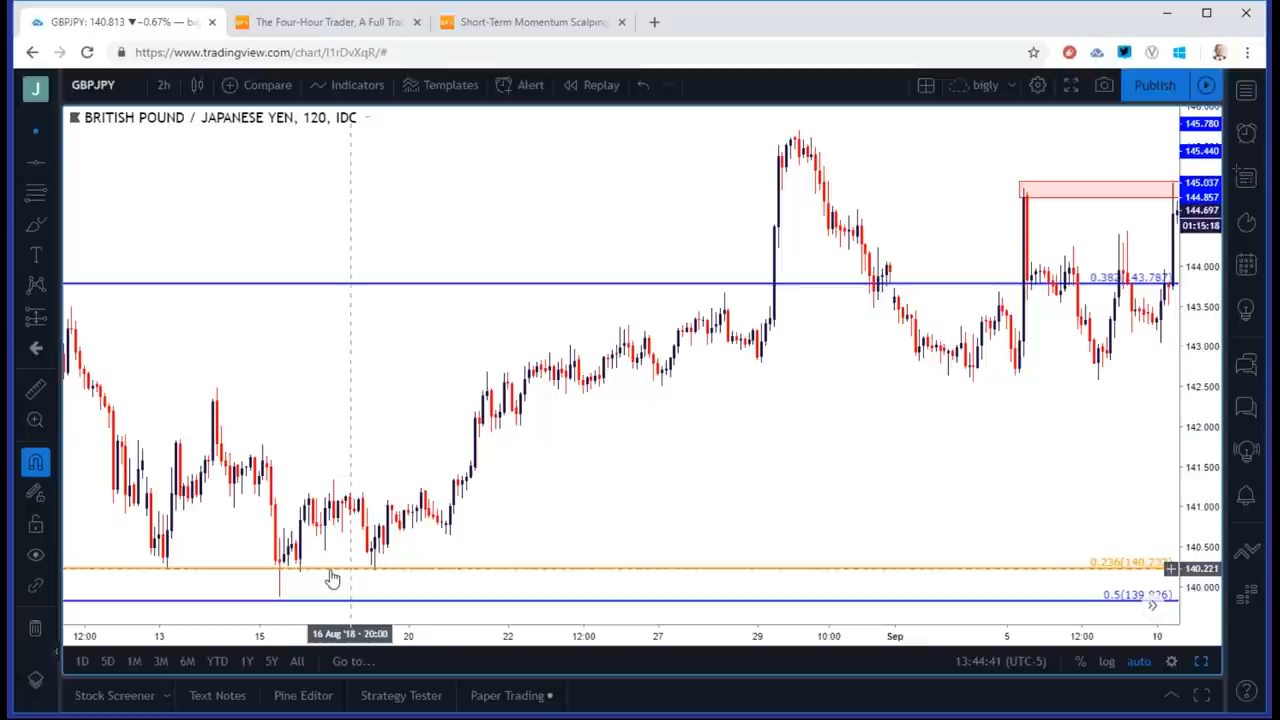 GBPJPY: 140.813 ▼−0.67% — big
The Four-Hour Trader, A Full Trai
Short-Term Momentum Scalping
https://www.tradingview.com/chart/I1rDvXqR/#
J GBPJPY 2h Compare Indicators Templates Alert Replay bigly Publish
BRITISH POUND / JAPANESE YEN, 120, IDC
145.780
145.440
145.037
144.857
144.697
01:15:18
144.000
0.382(143.787)
143.500
143.000
142.500
142.000
141.500
141.000
140.500
140.221
140.000
12:00 13 15 16 Aug '18 - 20:00 20 22 12:00 27 29 10:00 Sep 5 12:00 10
1D 5D 1M 3M 6M YTD 1Y 5Y All Go to... 13:44:41 (UTC-5) % log auto
Stock Screener Text Notes Pine Editor Strategy Tester Paper Trading